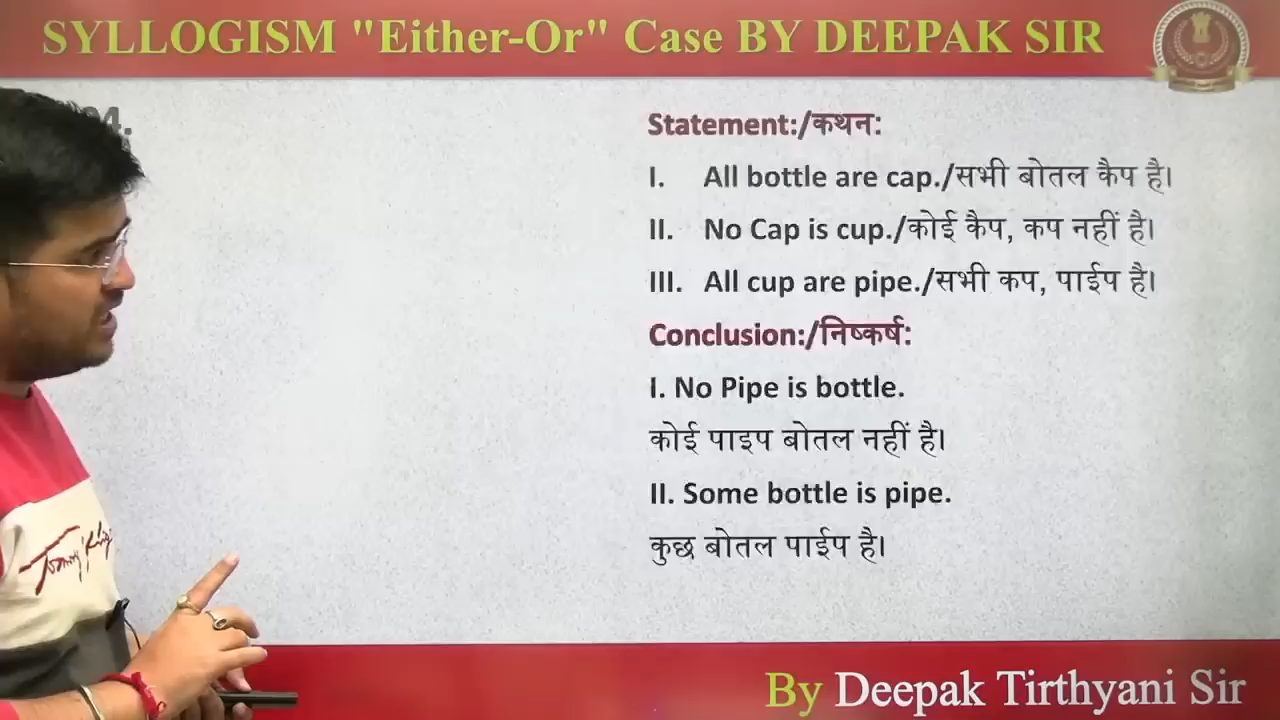 SYLLOGISM "Either-Or" Case BY DEEPAK SIR
Statement:/कथन:
I. All bottle are cap./सभी बोतल कैप है।
II. No Cap is cup./कोई कैप, कप नहीं है।
III. All cup are pipe./सभी कप, पाईप है।
Conclusion:/निष्कर्ष:
I. No Pipe is bottle.
कोई पाइप बोतल नहीं है।
II. Some bottle is pipe.
कुछ बोतल पाईप है।
By Deepak Tirthyani Sir